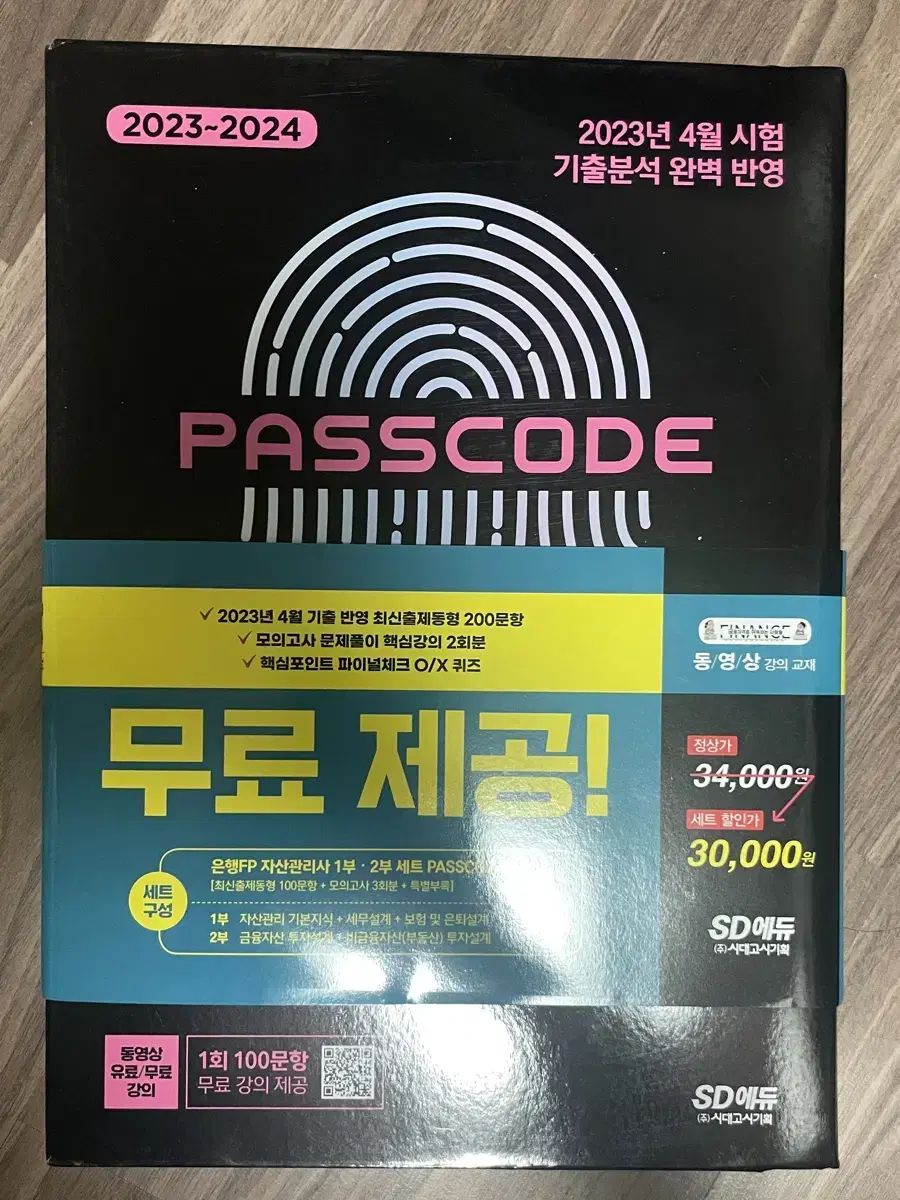 2023~2024
2023년 4월 시험
기출분석 완벽 반영
PASSCODE
2023년 4월 기출 반영 최신출제동형 200문항
모의고사 문제풀이 핵심강의 2회분
핵심포인트 파이널체크 O/X 퀴즈
무료 제공!
FINANCE
동/영/상 강의 교재
정상가
34,000원
세트 할인가
30,000원
세트
구성
은행FP 자산관리사 1부·2부 세트
[최신출제동형 100문항 + 모의고사 3회분 + 특별부록]
1부 자산관리 기본지식 + 세무설계 + 보험 및 은퇴설계
2부 금융자산 투자설계 + 비금융자산(부동산) 투자설계
SD에듀
(주)시대고시기획
동영상
유료/무료
강의
1회 100문항
무료 강의 제공
SD에듀
(주)시대고시기획